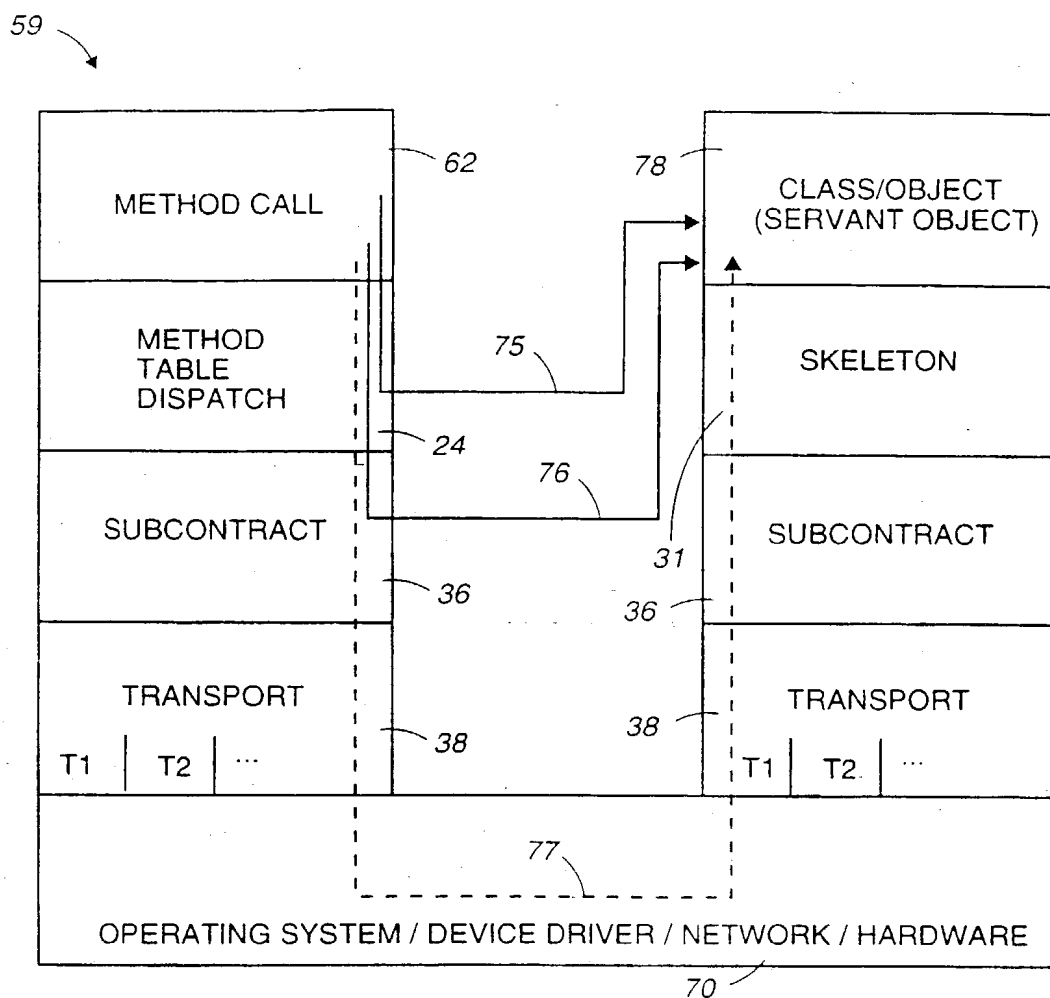 59
62
METHOD CALL
78
CLASS/OBJECT
(SERVANT OBJECT)
METHOD
TABLE
DISPATCH
75
SKELETON
24
76
SUBCONTRACT
31
SUBCONTRACT
36
36
TRANSPORT
38
38
TRANSPORT
T1
T2
...
T1
T2
...
77
OPERATING SYSTEM / DEVICE DRIVER / NETWORK / HARDWARE
70